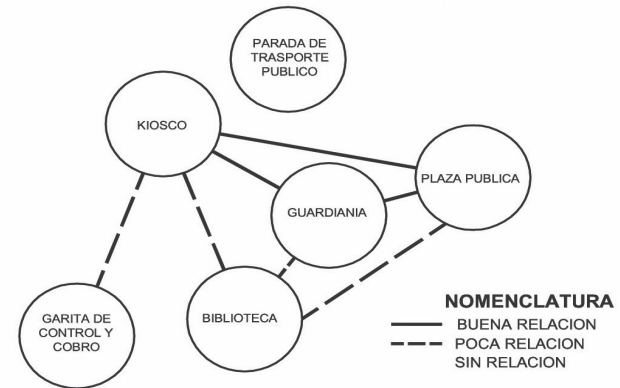 PARADA DE
TRASPORTE
PUBLICO
KIOSCO
PLAZA PUBLICA
GUARDIANIA
GARITA DE
CONTROL Y
COBRO
BIBLIOTECA
NOMENCLATURA
BUENA RELACION
POCA RELACION
SIN RELACION